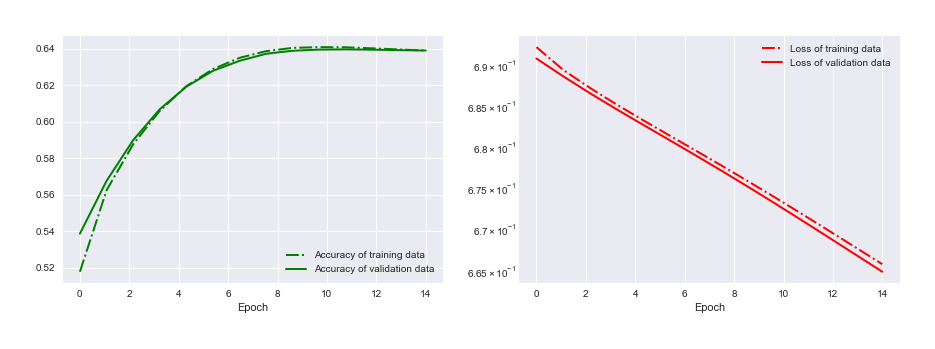 0.64
0.62
0.60
0.58
0.56
0.54
0.52
0 2 4 6 8 10 12 14
Epoch
Accuracy of training data
Accuracy of validation data
6.9 × 10⁻¹
6.85 × 10⁻¹
6.8 × 10⁻¹
6.75 × 10⁻¹
6.7 × 10⁻¹
6.65 × 10⁻¹
0 2 4 6 8 10 12 14
Epoch
Loss of training data
Loss of validation data